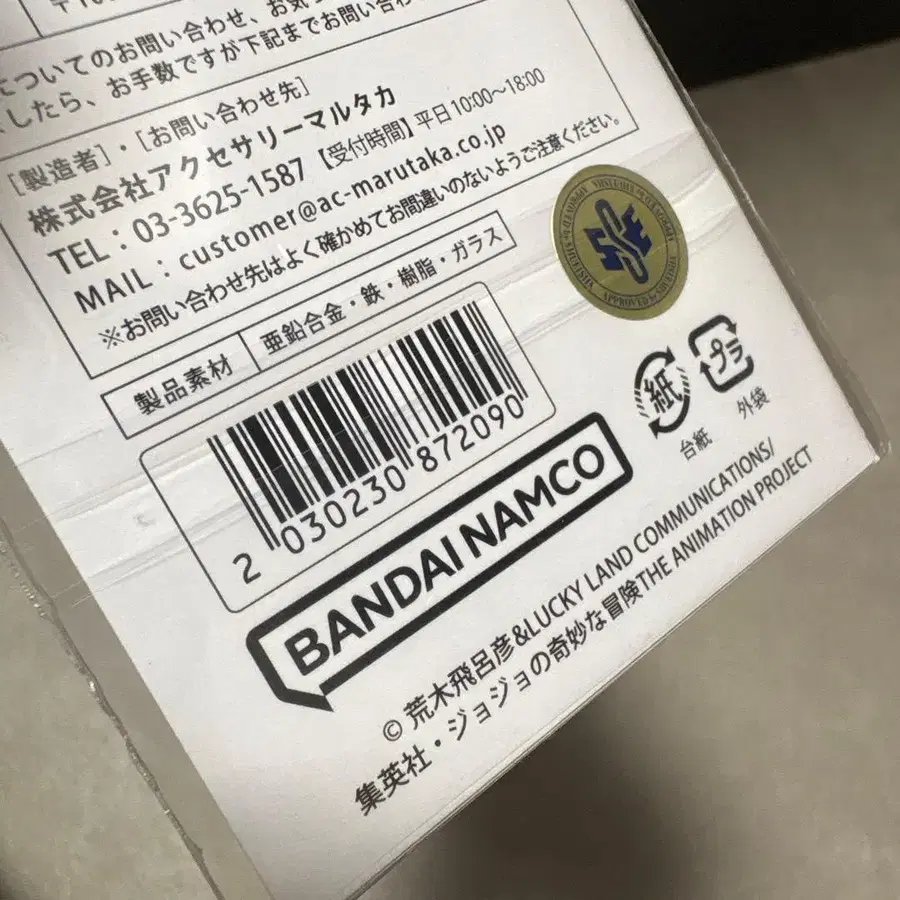 についてのお問い合わせ、お気
ましたら、お手数ですが下記までお問い合わ
[製造者]・[お問い合わせ先]
株式会社アクセサリーマルタカ
TEL：03-3625-1587【受付時間】平日10:00~18:00
MAIL：customer@ac-marutaka.co.jp
※お問い合わせ先はよく確かめてお間違いのないようご注意ください。
製品素材 亜鉛合金・鉄・樹脂・ガラス
2 030230 872090
APPROVED by SHUEISHA
紙
プラ
台紙
外袋
BANDAI NAMCO
© 荒木飛呂彦&LUCKY LAND COMMUNICATIONS/
集英社・ジョジョの奇妙な冒険THE ANIMATION PROJECT